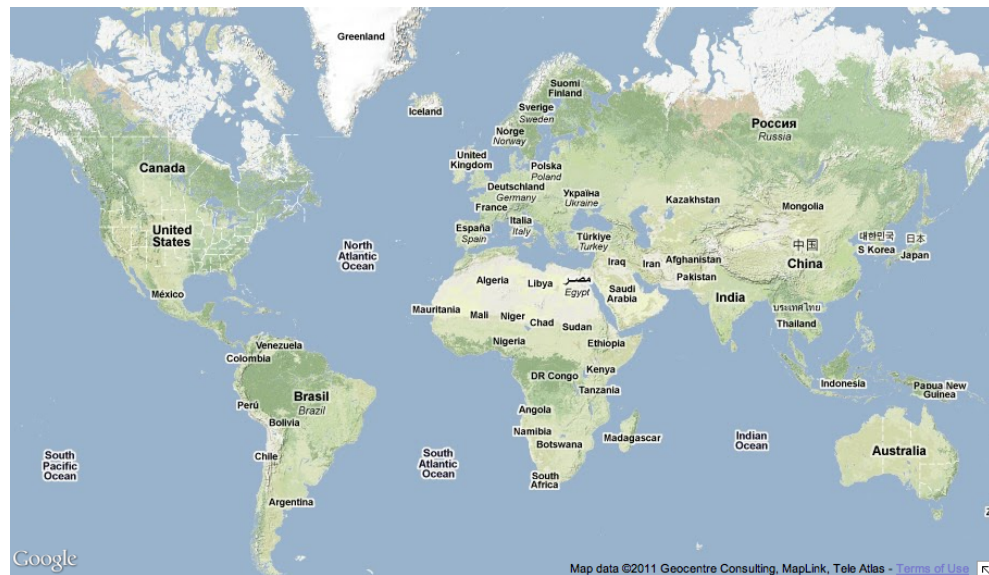 Greenland
Iceland
Suomi
Finland
Sverige
Sweden
Norge
Norway
Россия
Russia
Canada
United
Kingdom
Polska
Poland
Deutschland
Germany
Україна
Ukraine
France
Kazakhstan
Mongolia
United
States
España
Spain
Italia
Italy
Türkiye
Turkey
中国
China
대한민국
S Korea
日本
Japan
North
Atlantic
Ocean
Iraq
Iran
Afghanistan
Pakistan
México
Algeria
Libya
مصر
Egypt
Saudi
Arabia
India
ประเทศไทย
Thailand
Mauritania
Mali
Niger
Chad
Sudan
Nigeria
Ethiopia
Venezuela
Colombia
DR Congo
Kenya
Tanzania
Indonesia
Papua New
Guinea
Perú
Brasil
Brazil
Bolivia
Angola
Namibia
Botswana
Madagascar
Indian
Ocean
Australia
South
Pacific
Ocean
Chile
South
Atlantic
Ocean
South
Africa
Argentina
Google
Map data ©2011 Geocentre Consulting, MapLink, Tele Atlas - Terms of Use